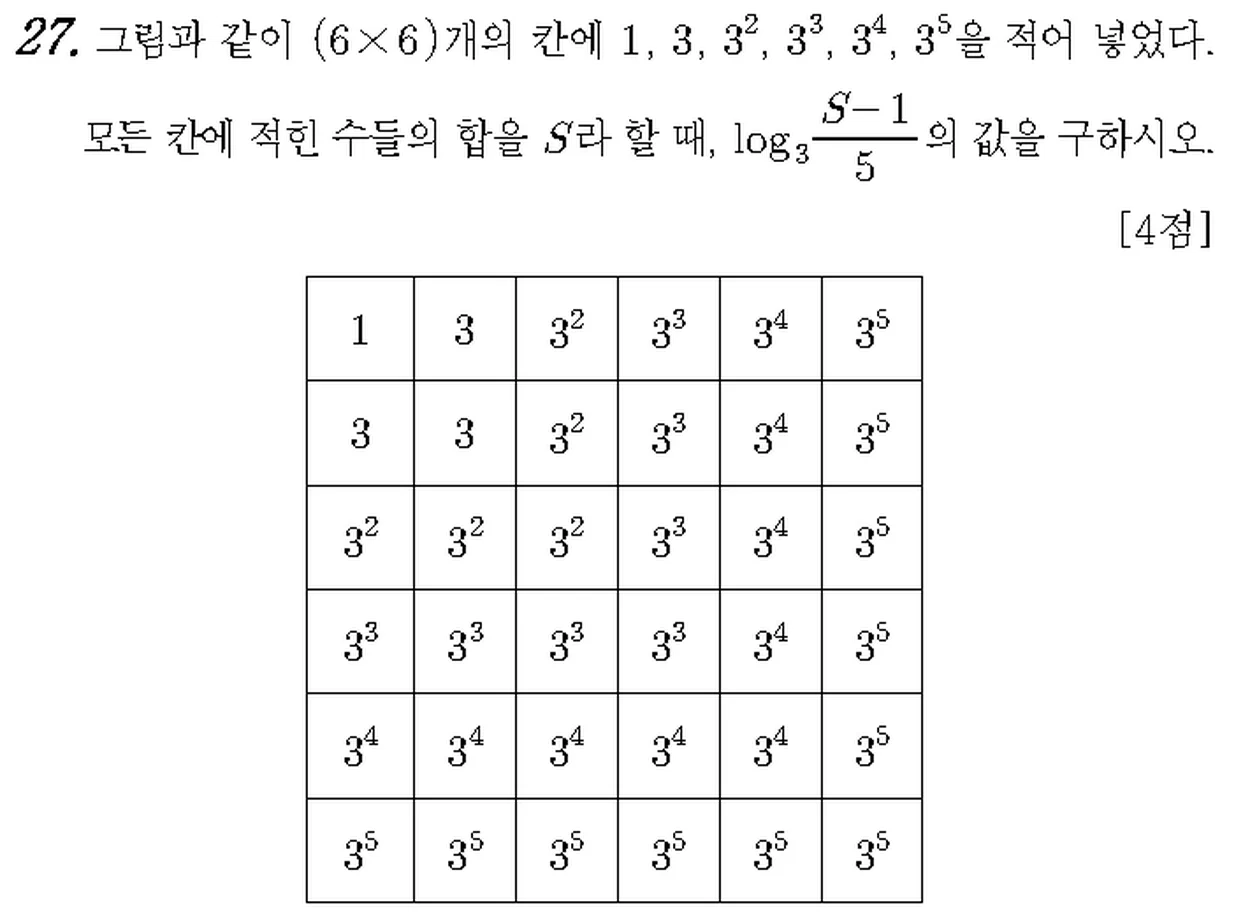 27. 그림과 같이 (6×6)개의 칸에 1, 3, 3², 3³, 3⁴, 3⁵을 적어 넣었다.
모든 칸에 적힌 수들의 합을 S라 할 때, log₃ (S−1)/5 의 값을 구하시오.
[4점]
1 3 3² 3³ 3⁴ 3⁵
3 3 3² 3³ 3⁴ 3⁵
3² 3² 3² 3³ 3⁴ 3⁵
3³ 3³ 3³ 3³ 3⁴ 3⁵
3⁴ 3⁴ 3⁴ 3⁴ 3⁴ 3⁵
3⁵ 3⁵ 3⁵ 3⁵ 3⁵ 3⁵